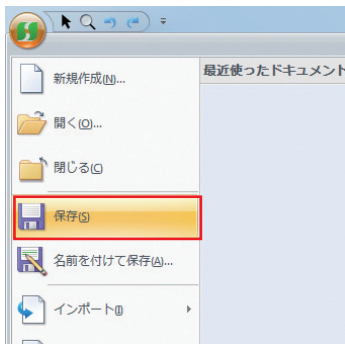 最近使ったドキュメント
新規作成(N)...
開く(O)...
閉じる(C)
保存(S)
名前を付けて保存(A)...
インポート(I)